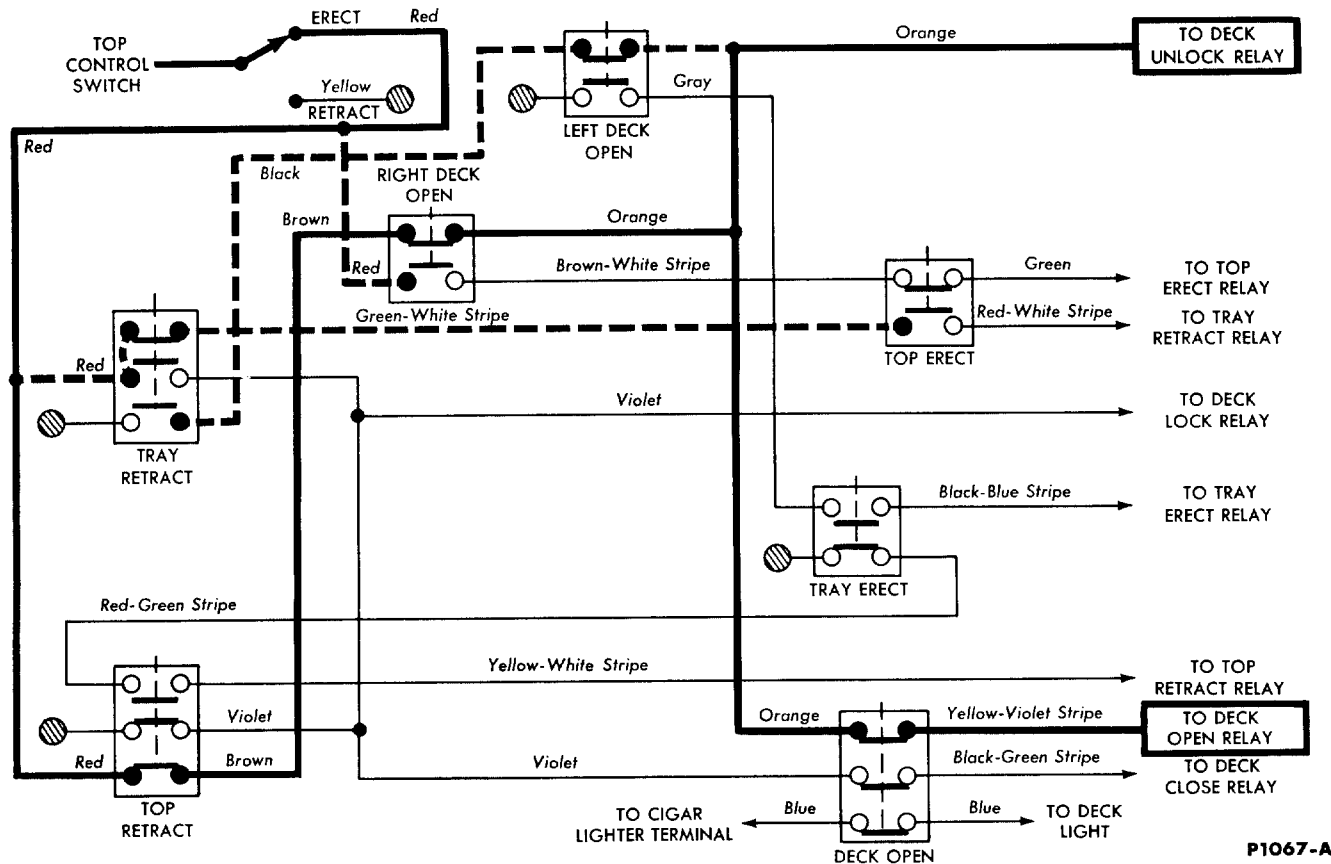 ERECT
Red
TOP
CONTROL
SWITCH
Yellow
RETRACT
Red
Black
LEFT DECK
OPEN
Gray
Orange
TO DECK
UNLOCK RELAY
RIGHT DECK
OPEN
Brown
Orange
Red
Brown-White Stripe
Green
TO TOP
ERECT RELAY
Green-White Stripe
Red-White Stripe
TO TRAY
RETRACT RELAY
TOP ERECT
Red
TRAY
RETRACT
Violet
TO DECK
LOCK RELAY
Black-Blue Stripe
TO TRAY
ERECT RELAY
TRAY ERECT
Red-Green Stripe
Yellow-White Stripe
TO TOP
RETRACT RELAY
Violet
Orange
Yellow-Violet Stripe
TO DECK
OPEN RELAY
Red
Brown
Violet
Black-Green Stripe
TO DECK
CLOSE RELAY
TOP
RETRACT
TO CIGAR
LIGHTER TERMINAL
Blue
Blue
TO DECK
LIGHT
DECK OPEN
P1067-A